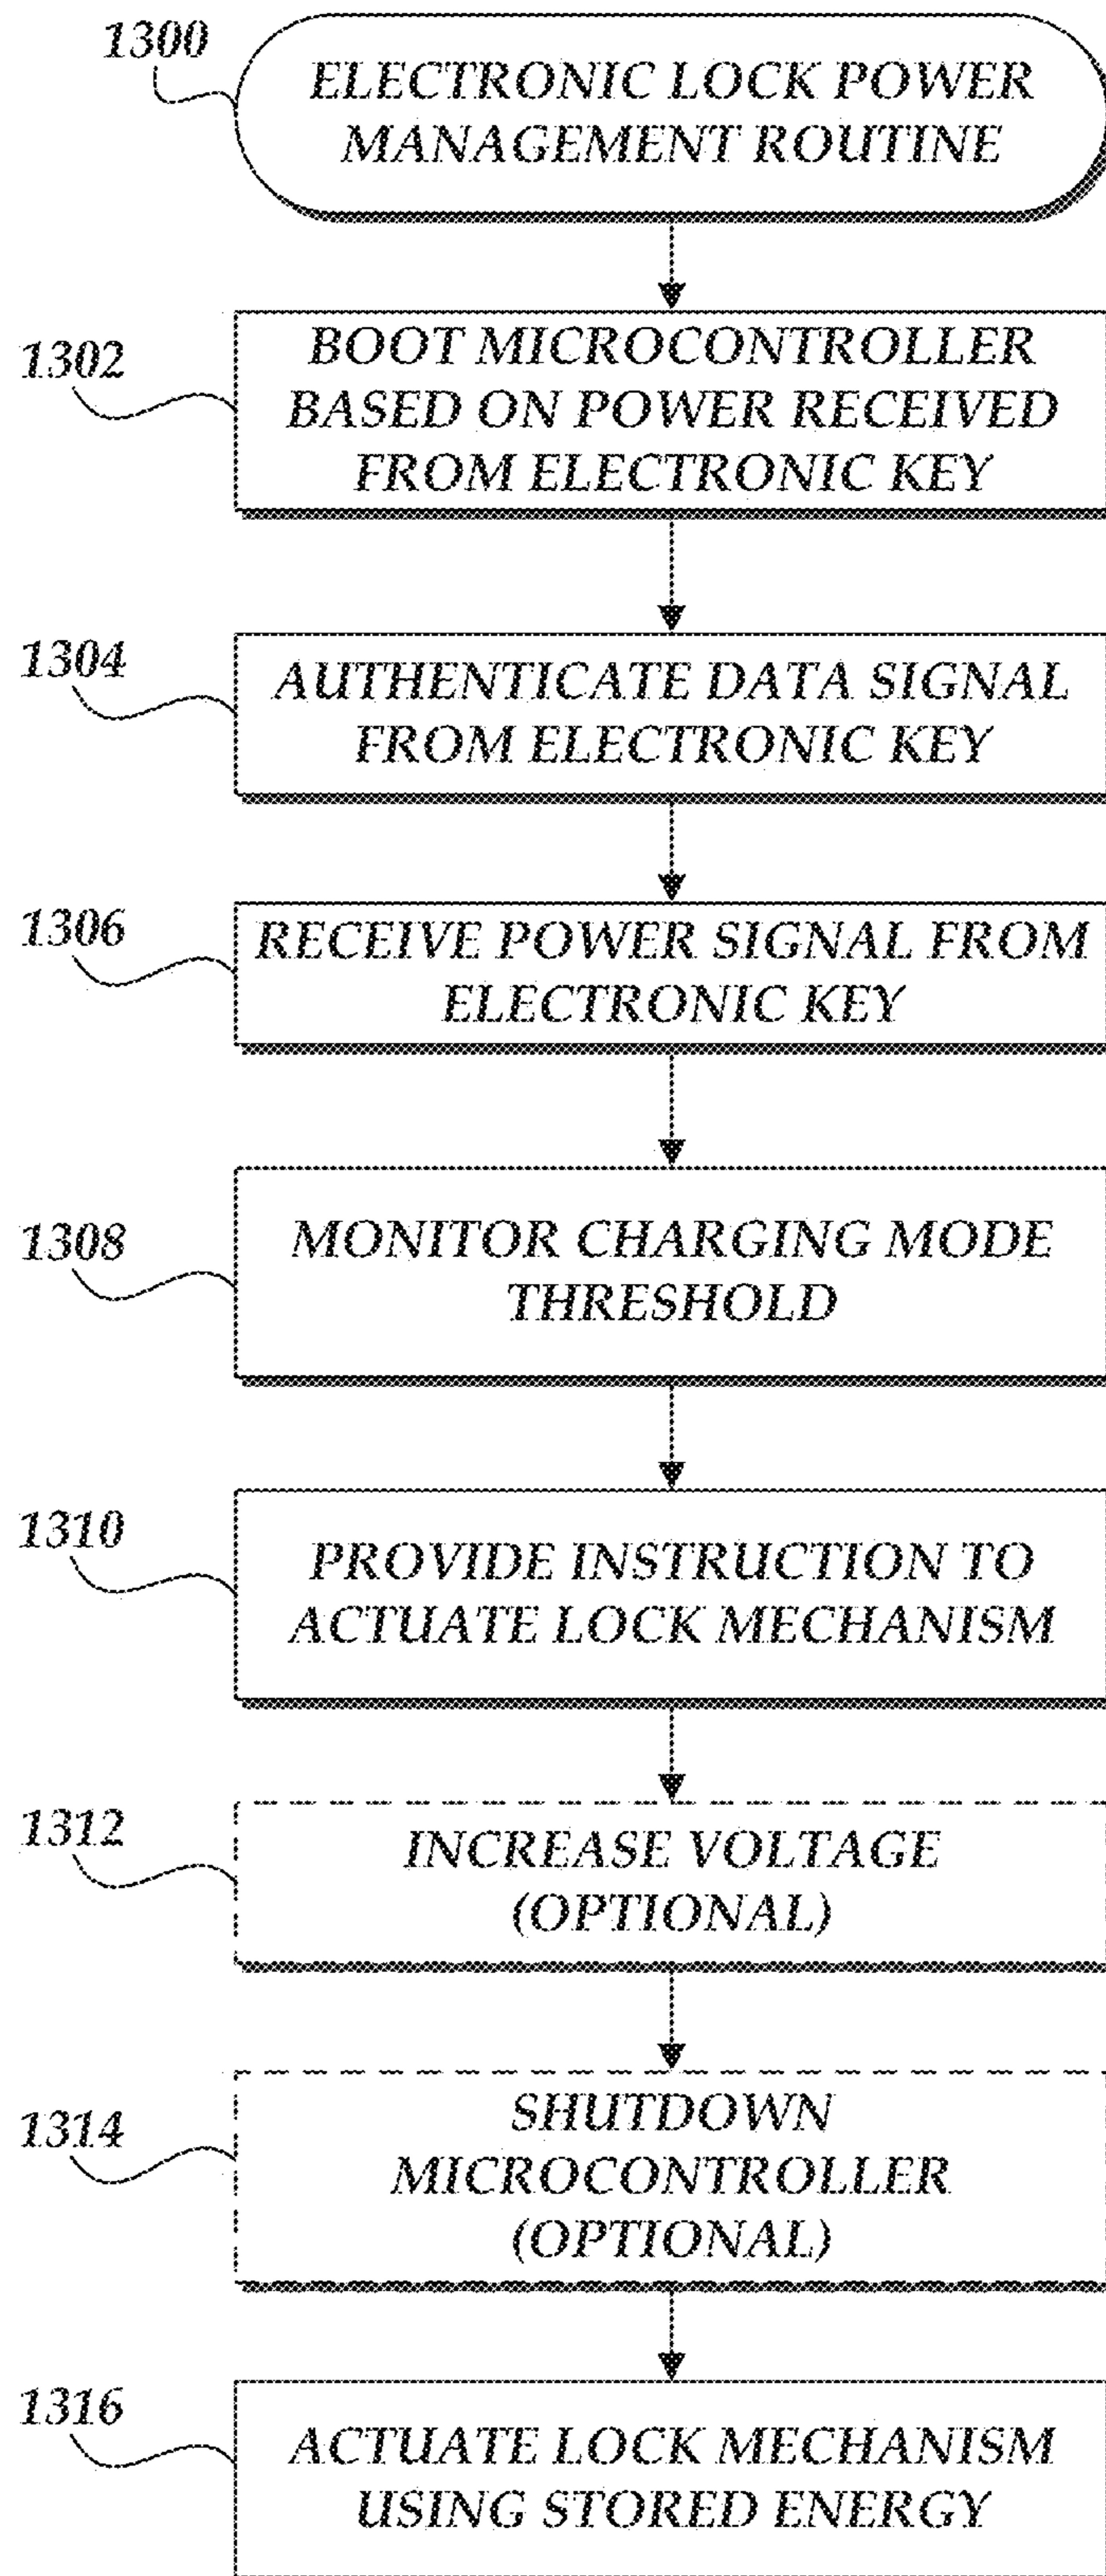 1300
ELECTRONIC LOCK POWER
MANAGEMENT ROUTINE
1302
BOOT MICROCONTROLLER
BASED ON POWER RECEIVED
FROM ELECTRONIC KEY
1304
AUTHENTICATE DATA SIGNAL
FROM ELECTRONIC KEY
1306
RECEIVE POWER SIGNAL FROM
ELECTRONIC KEY
1308
MONITOR CHARGING MODE
THRESHOLD
1310
PROVIDE INSTRUCTION TO
ACTUATE LOCK MECHANISM
1312
INCREASE VOLTAGE
(OPTIONAL)
1314
SHUTDOWN
MICROCONTROLLER
(OPTIONAL)
1316
ACTUATE LOCK MECHANISM
USING STORED ENERGY